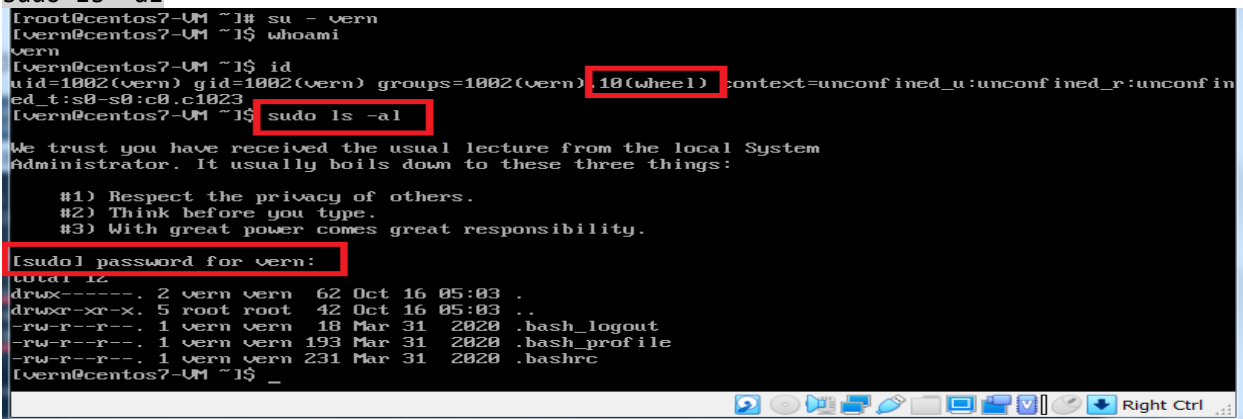 sudo ls -al
[root@centos7-VM ~]# su - vern
[vern@centos7-VM ~]$ whoami
vern
[vern@centos7-VM ~]$ id
uid=1002(vern) gid=1002(vern) groups=1002(vern),10(wheel) context=unconfined_u:unconfined_r:unconfin
ed_t:s0-s0:c0.c1023
[vern@centos7-VM ~]$ sudo ls -al
We trust you have received the usual lecture from the local System
Administrator. It usually boils down to these three things:
#1) Respect the privacy of others.
#2) Think before you type.
#3) With great power comes great responsibility.
[sudo] password for vern:
total 12
drwx------. 2 vern vern 62 Oct 16 05:03 .
drwxr-xr-x. 5 root root 42 Oct 16 05:03 ..
-rw-r--r--. 1 vern vern 18 Mar 31 2020 .bash_logout
-rw-r--r--. 1 vern vern 193 Mar 31 2020 .bash_profile
-rw-r--r--. 1 vern vern 231 Mar 31 2020 .bashrc
[vern@centos7-VM ~]$ _
Right Ctrl